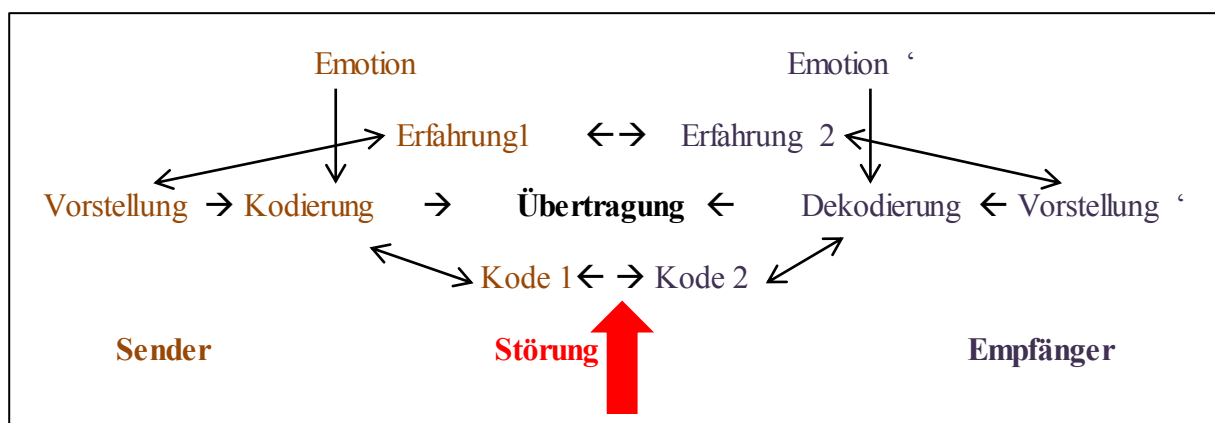 Emotion Emotion ‘
Erfahrung1 ←→ Erfahrung 2
Vorstellung → Kodierung → Übertragung ← Dekodierung ← Vorstellung ‘
Kode 1 ←→ Kode 2
Sender Störung Empfänger